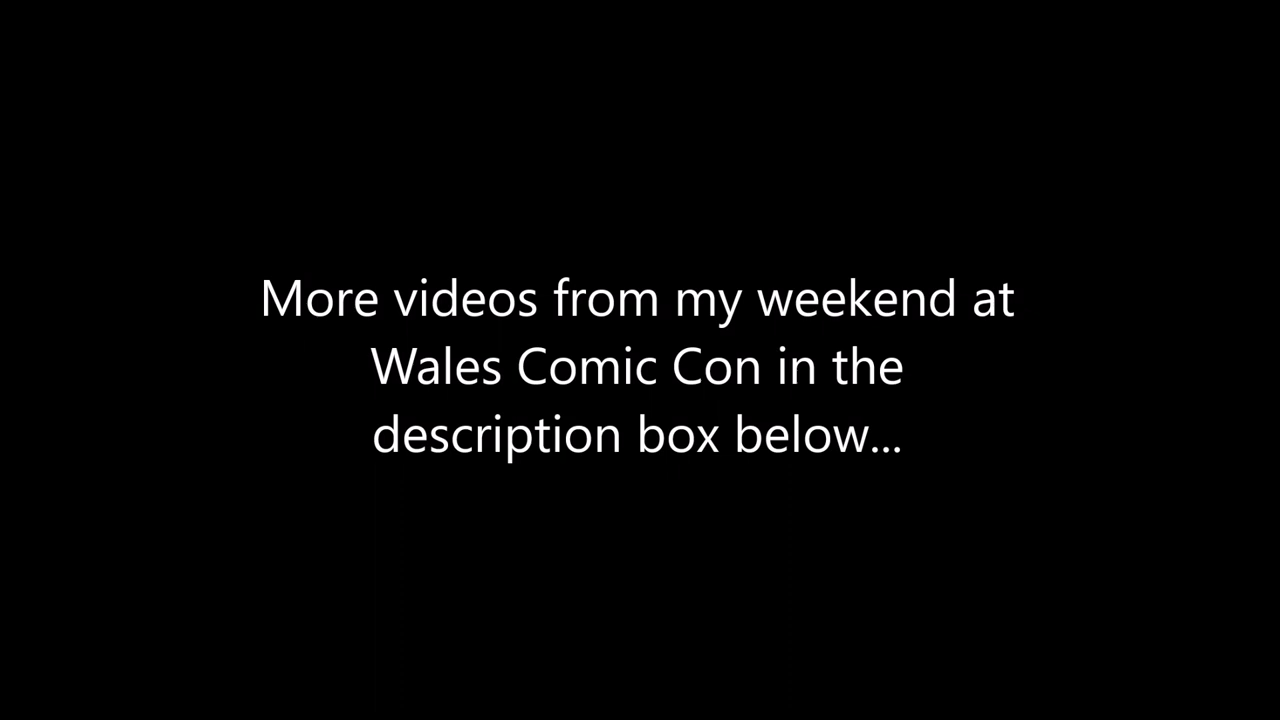 More videos from my weekend at
Wales Comic Con in the
description box below...